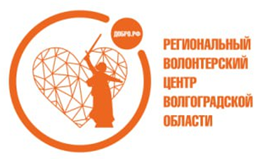 ДОБРО.РФ
РЕГИОНАЛЬНЫЙ
ВОЛОНТЕРСКИЙ
ЦЕНТР
ВОЛГОГРАДСКОЙ
ОБЛАСТИ